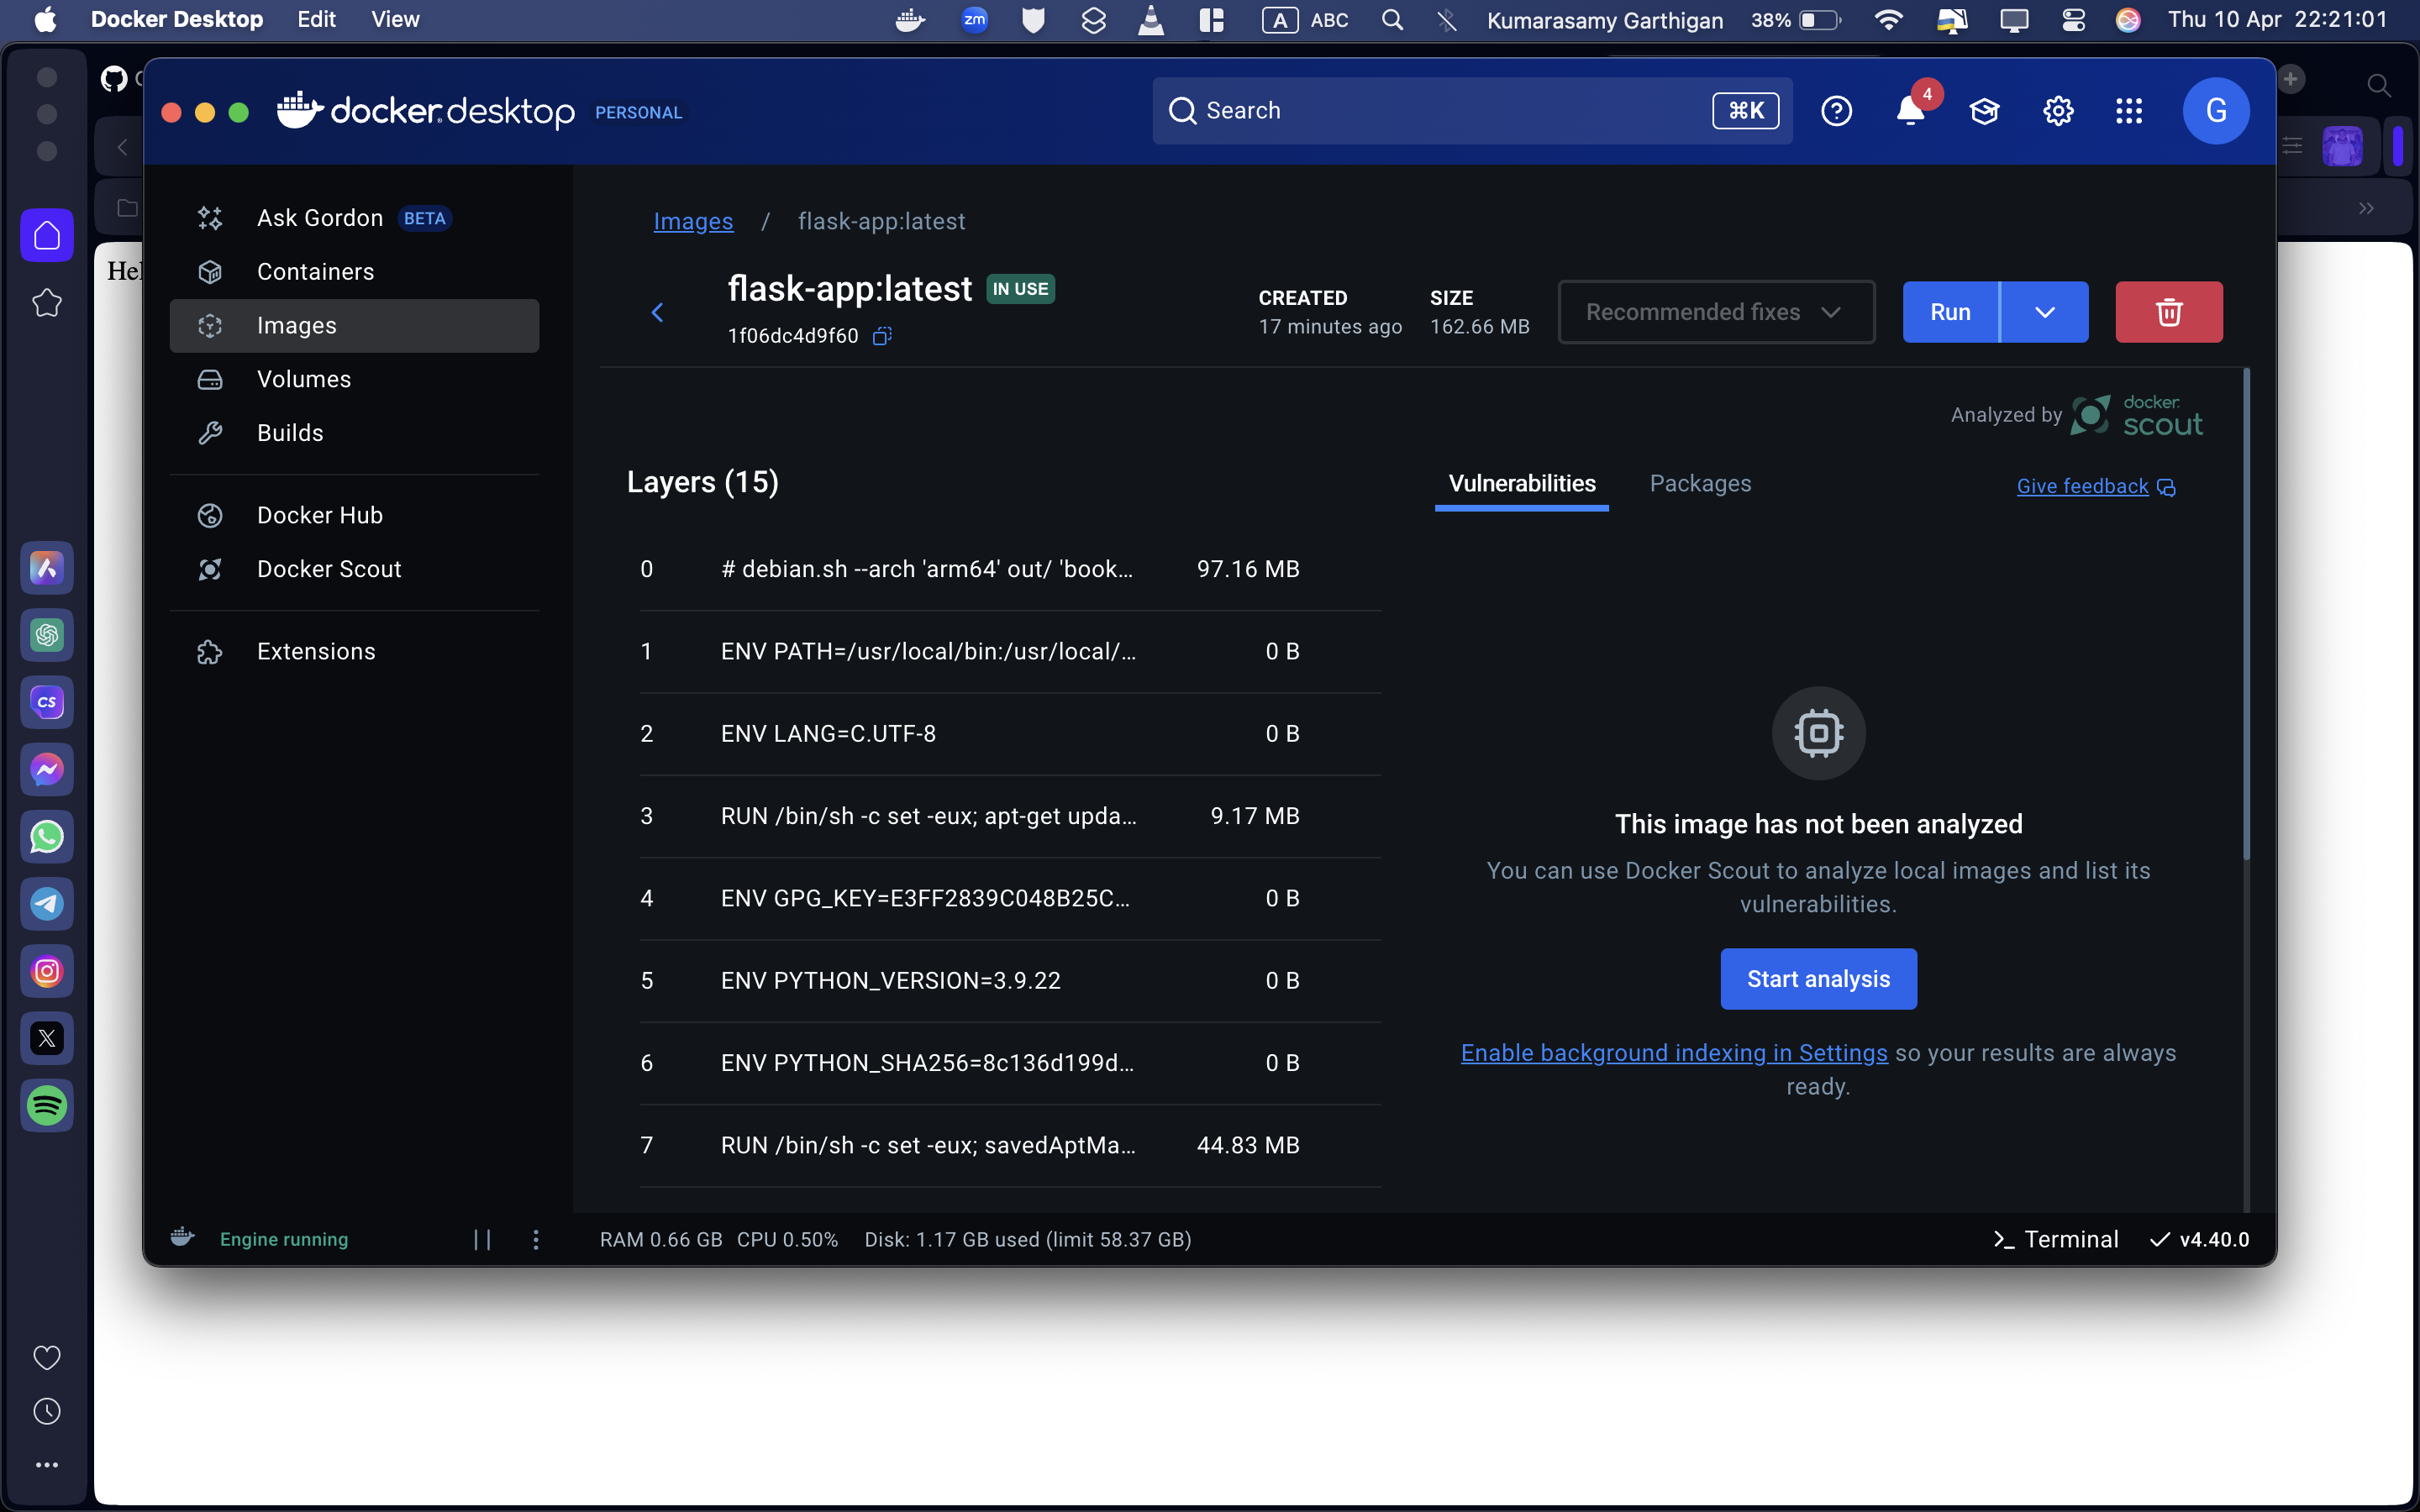 Docker Desktop Edit View zm A ABC Kumarasamy Garthigan 38% Thu 10 Apr 22:21:01
docker desktop PERSONAL Search ⌘K 4 G
Hel
Ask Gordon BETA
Containers
Images
Volumes
Builds
Docker Hub
Docker Scout
Extensions
Images / flask-app:latest
flask-app:latest IN USE
1f06dc4d9f60
CREATED
17 minutes ago
SIZE
162.66 MB
Recommended fixes
Run
Analyzed by docker scout
Layers (15)
Vulnerabilities Packages Give feedback
0 # debian.sh --arch 'arm64' out/ 'book... 97.16 MB
1 ENV PATH=/usr/local/bin:/usr/local/... 0 B
2 ENV LANG=C.UTF-8 0 B
3 RUN /bin/sh -c set -eux; apt-get upda... 9.17 MB
4 ENV GPG_KEY=E3FF2839C048B25C... 0 B
5 ENV PYTHON_VERSION=3.9.22 0 B
6 ENV PYTHON_SHA256=8c136d199d... 0 B
7 RUN /bin/sh -c set -eux; savedAptMa... 44.83 MB
This image has not been analyzed
You can use Docker Scout to analyze local images and list its
vulnerabilities.
Start analysis
Enable background indexing in Settings so your results are always
ready.
CS
Engine running RAM 0.66 GB CPU 0.50% Disk: 1.17 GB used (limit 58.37 GB) Terminal v4.40.0